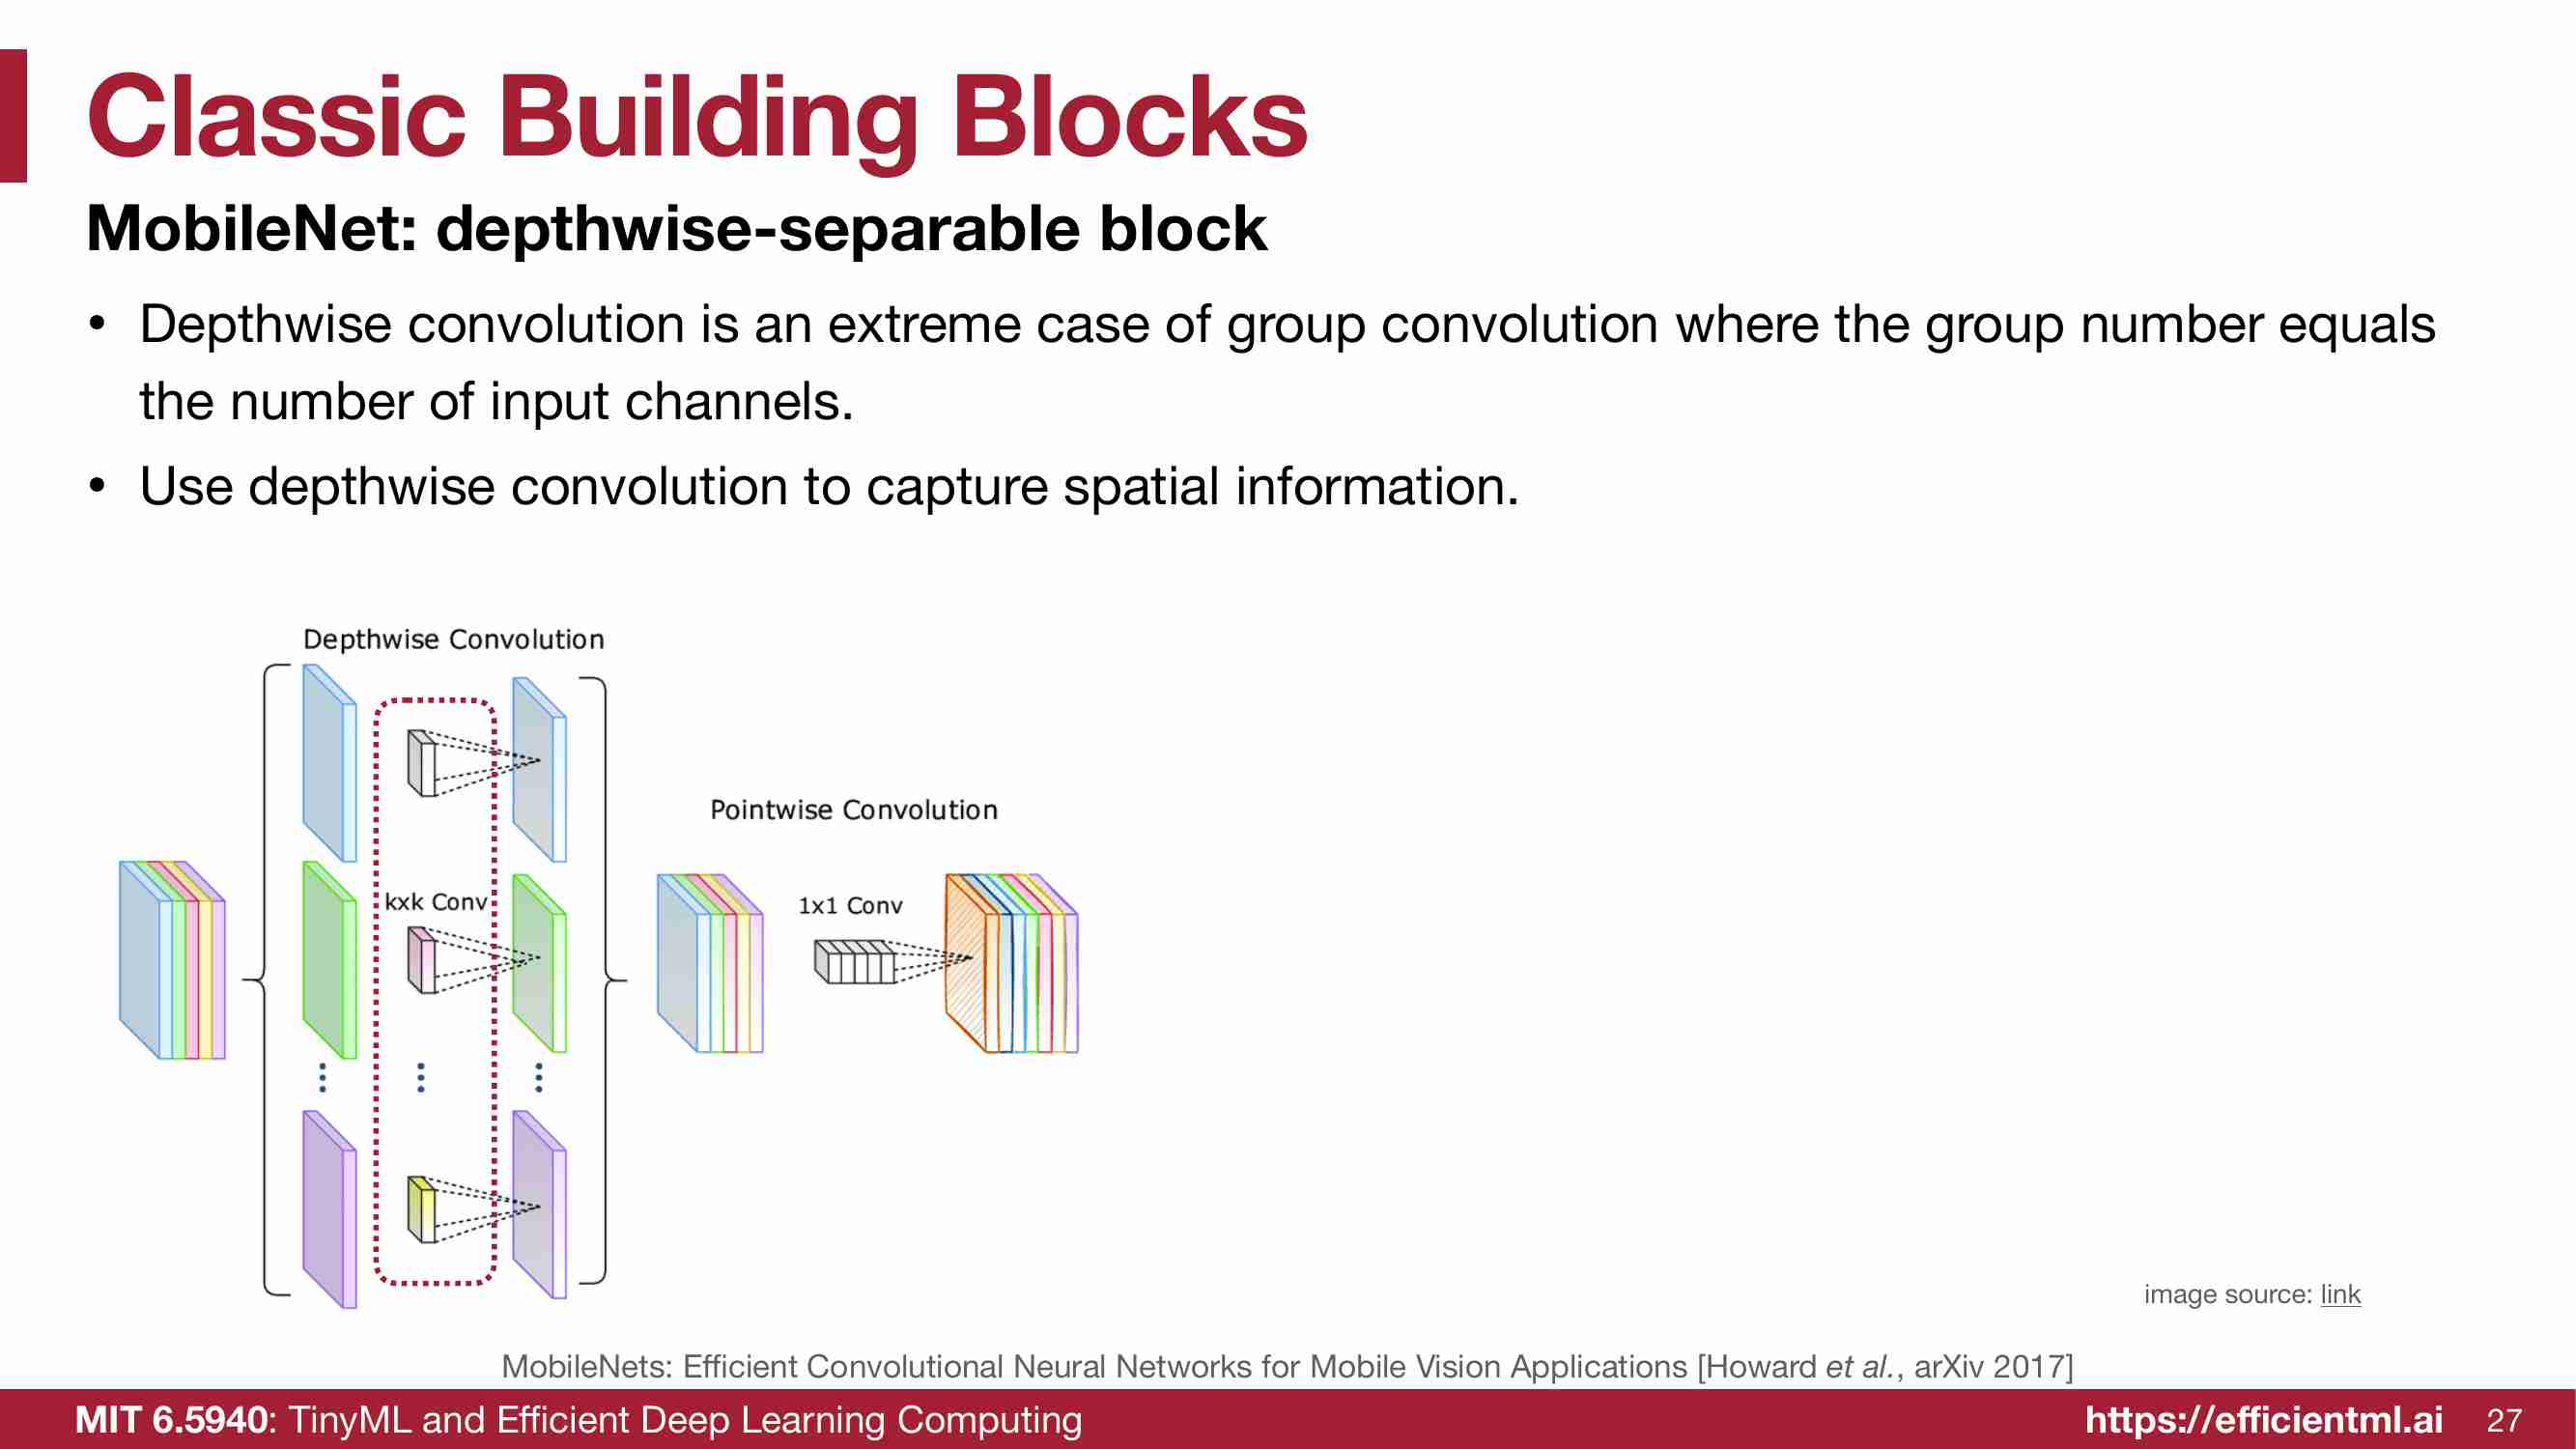 Classic Building Blocks
MobileNet: depthwise-separable block
• Depthwise convolution is an extreme case of group convolution where the group number equals
the number of input channels.
• Use depthwise convolution to capture spatial information.
Depthwise Convolution
kxk Conv
Pointwise Convolution
1x1 Conv
image source: link
MobileNets: Efficient Convolutional Neural Networks for Mobile Vision Applications [Howard et al., arXiv 2017]
MIT 6.5940: TinyML and Efficient Deep Learning Computing
https://efficientml.ai
27